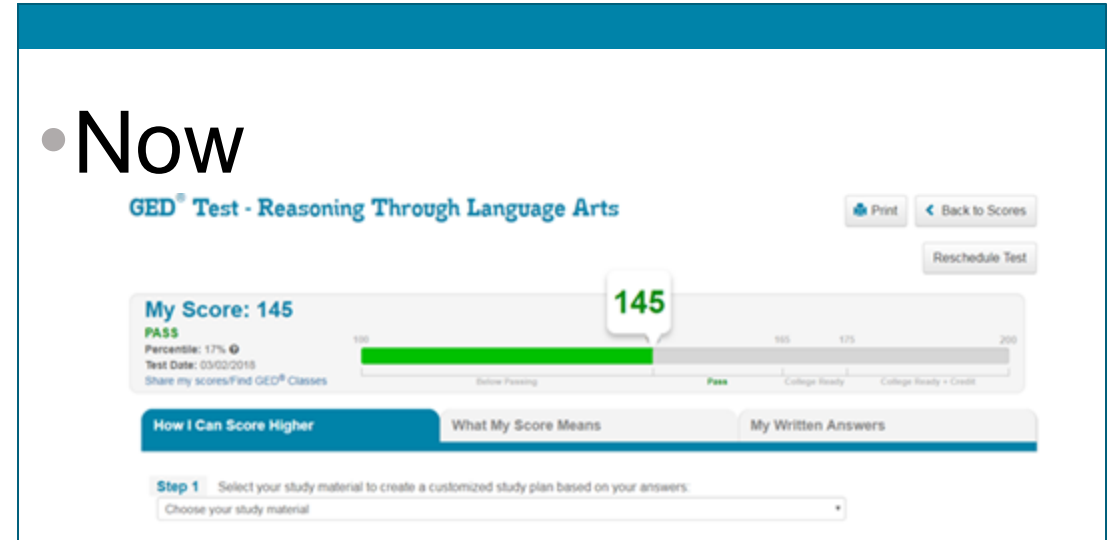 •Now
GED® Test - Reasoning Through Language Arts
Print
Back to Scores
Reschedule Test
My Score: 145
PASS
Percentile: 17%
Test Date: 03/02/2018
Share my scores/Find GED® Classes
145
100 175 165 175 200
Below Passing Pass College Ready College Ready + Credit
How I Can Score Higher What My Score Means My Written Answers
Step 1 Select your study material to create a customized study plan based on your answers:
Choose your study material